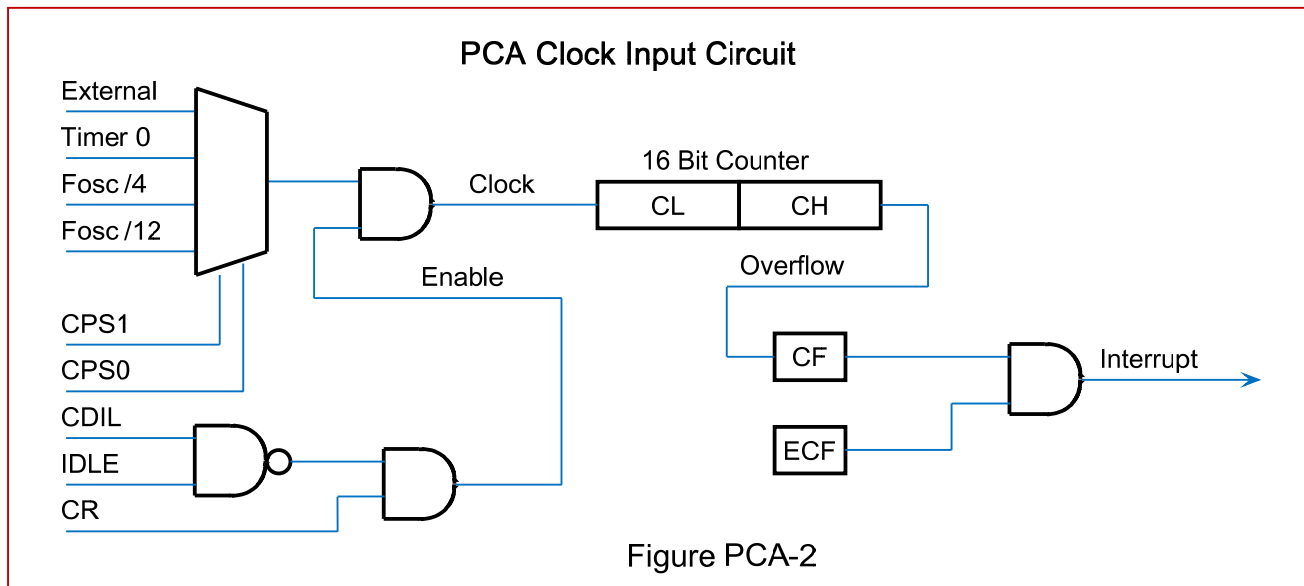 PCA Clock Input Circuit
External
Timer 0
Fosc /4
Fosc /12
CPS1
CPS0
CDIL
IDLE
CR
Clock
Enable
16 Bit Counter
CL
CH
Overflow
CF
ECF
Interrupt
Figure PCA-2